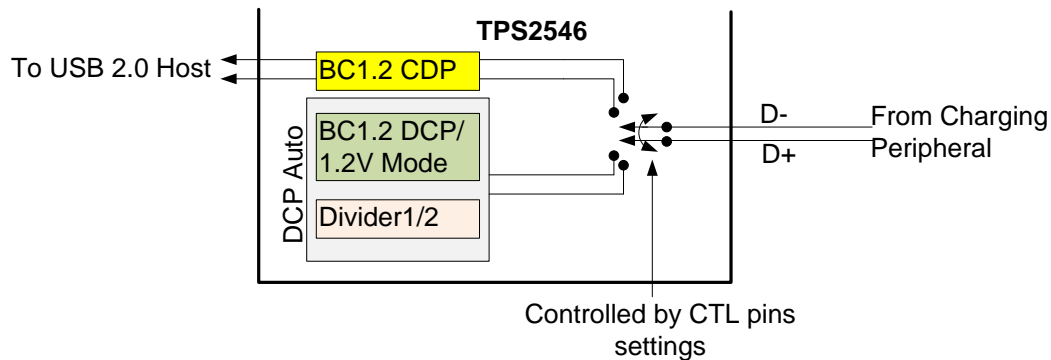 TPS2546
To USB 2.0 Host
BC1.2 CDP
DCP Auto
BC1.2 DCP/
1.2V Mode
Divider1/2
D-
D+
From Charging
Peripheral
Controlled by CTL pins
settings